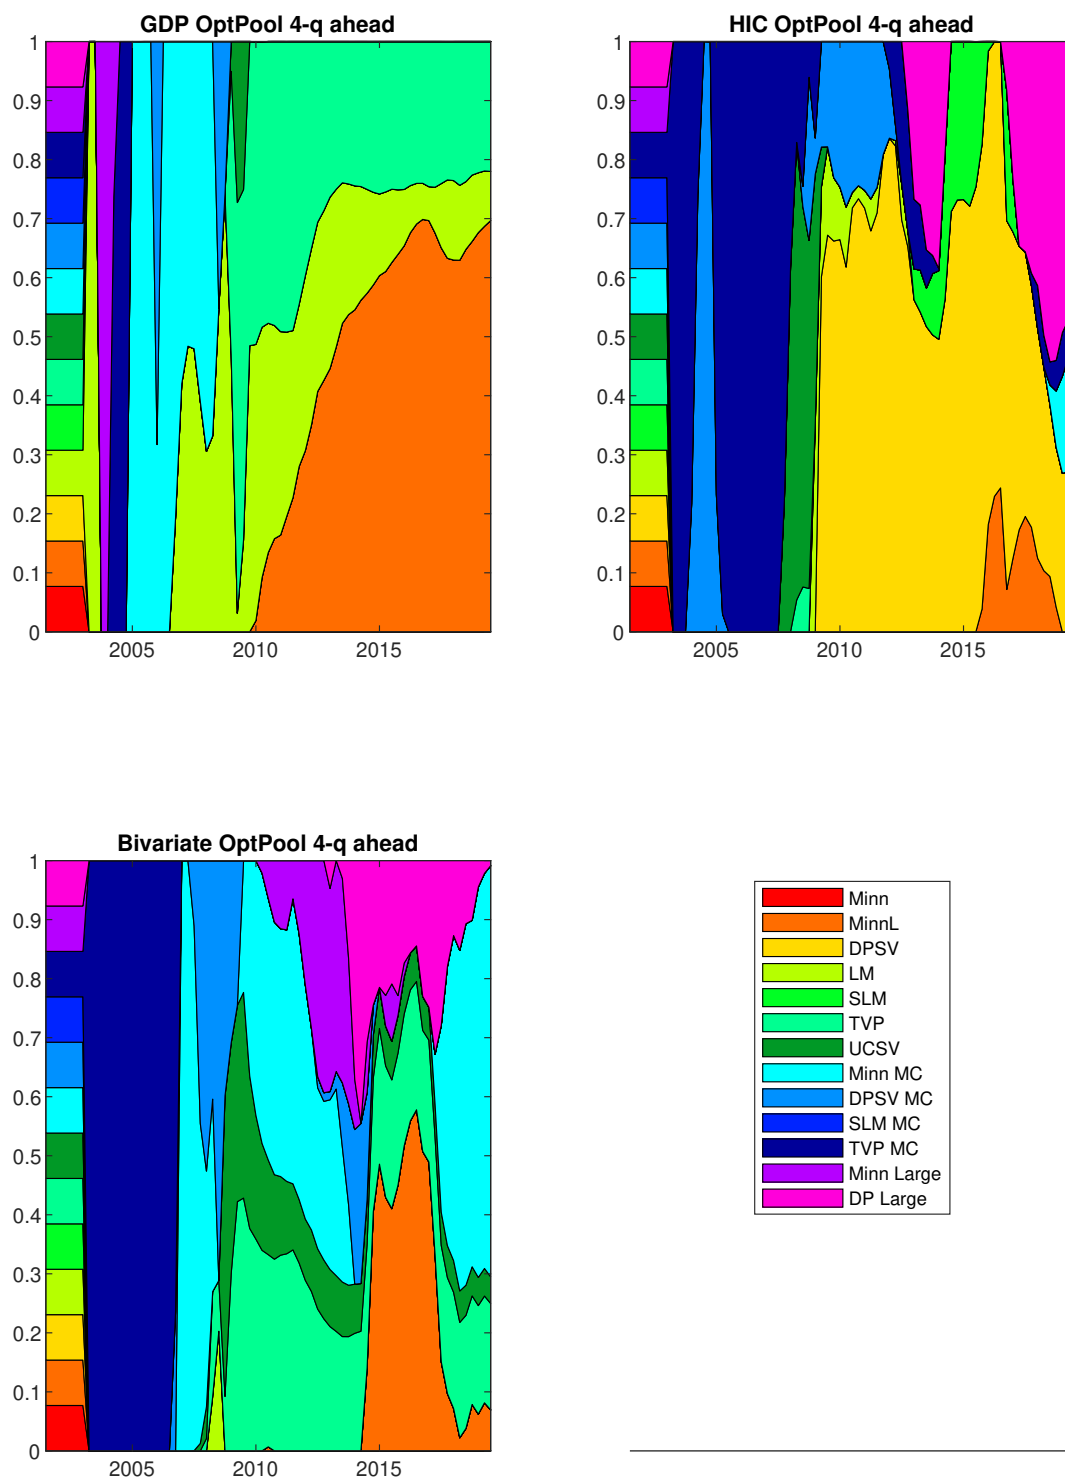 GDP OptPool 4-q ahead
1
0.9
0.8
0.7
0.6
0.5
0.4
0.3
0.2
0.1
0
2005 2010 2015
HIC OptPool 4-q ahead
1
0.9
0.8
0.7
0.6
0.5
0.4
0.3
0.2
0.1
0
2005 2010 2015
Bivariate OptPool 4-q ahead
1
0.9
0.8
0.7
0.6
0.5
0.4
0.3
0.2
0.1
0
2005 2010 2015
Minn
MinnL
DPSV
LM
SLM
TVP
UCSV
Minn MC
DPSV MC
SLM MC
TVP MC
Minn Large
DP Large